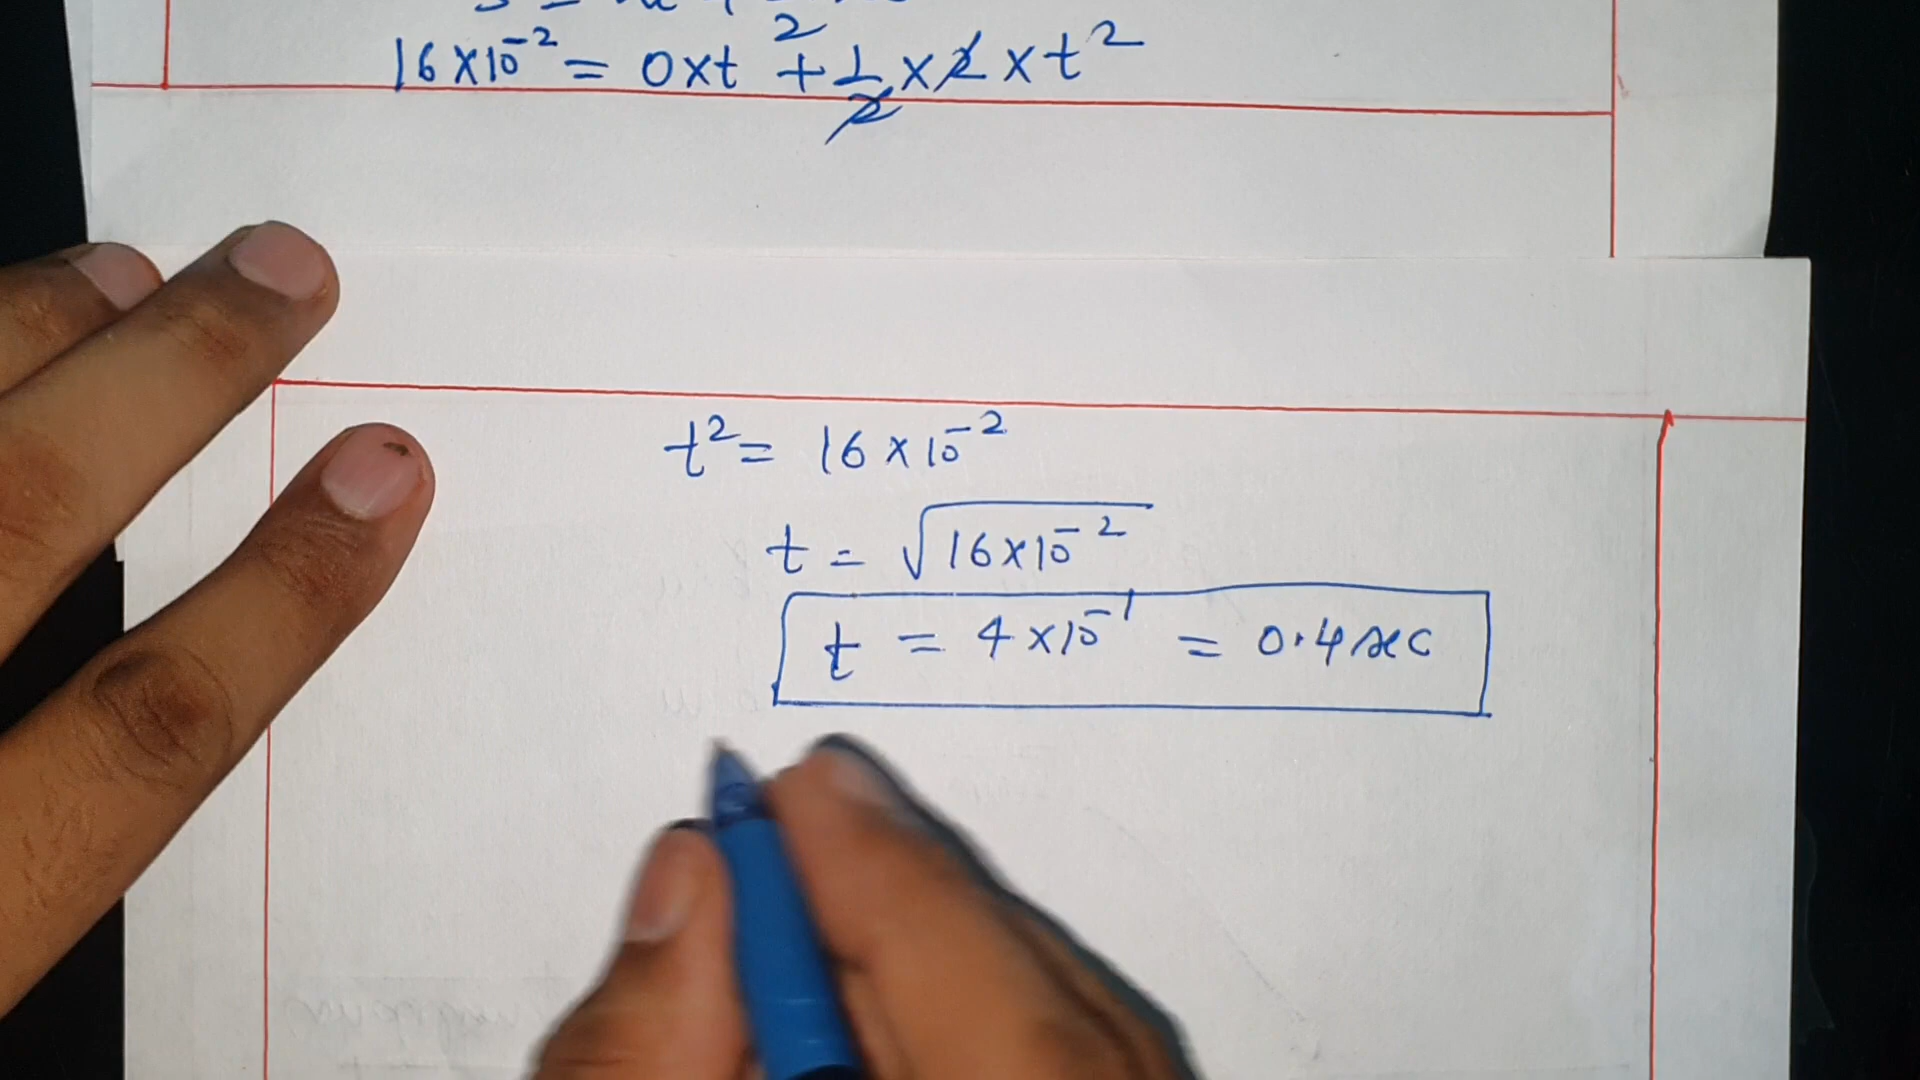 16×10⁻² = 0×t + 1/2 × 2 × t²
t² = 16×10⁻²
t = √16×10⁻²
t = 4×10⁻¹ = 0.4 sec